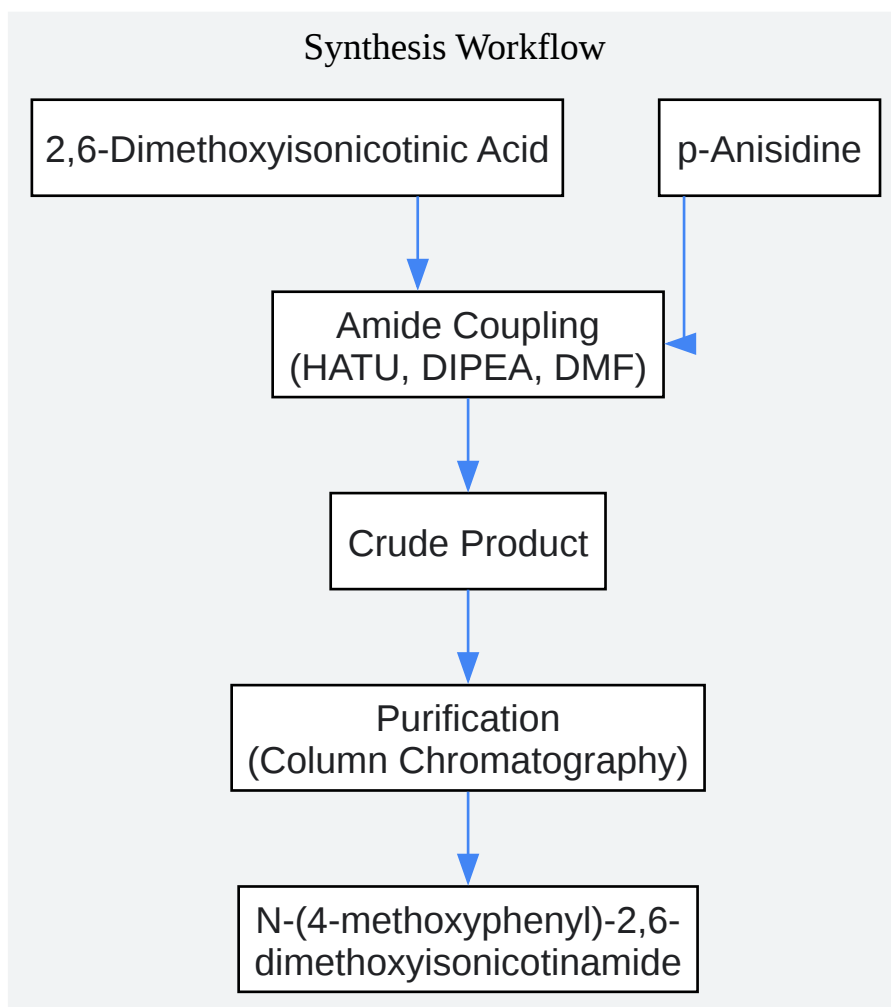 Synthesis Workflow
2,6-Dimethoxyisonicotinic Acid
p-Anisidine
Amide Coupling
(HATU, DIPEA, DMF)
Crude Product
Purification
(Column Chromatography)
N-(4-methoxyphenyl)-2,6-
dimethoxyisonicotinamide